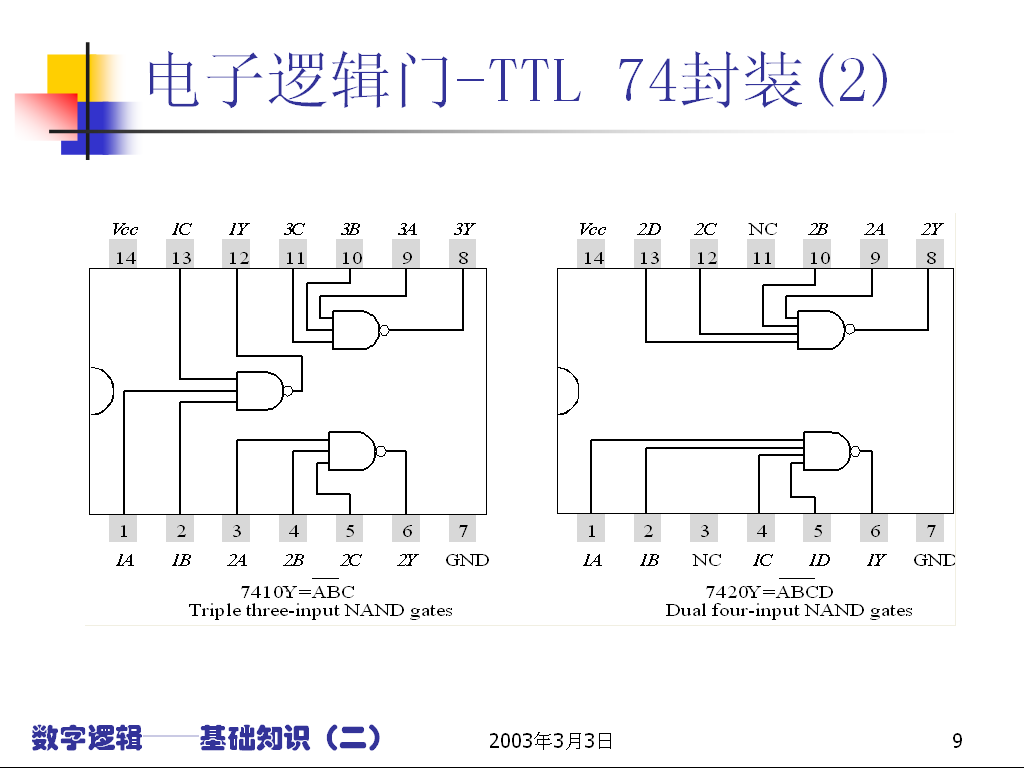 电子逻辑门-TTL 74封装(2)
Vcc 1C 1Y 3C 3B 3A 3Y
14 13 12 11 10 9 8
1 2 3 4 5 6 7
1A 1B 2A 2B 2C 2Y GND
7410Y=A̅B̅C̅
Triple three-input NAND gates
Vcc 2D 2C NC 2B 2A 2Y
14 13 12 11 10 9 8
1 2 3 4 5 6 7
1A 1B NC 1C 1D 1Y GND
7420Y=A̅B̅C̅D̅
Dual four-input NAND gates
数字逻辑——基础知识（二）
2003年3月3日
9